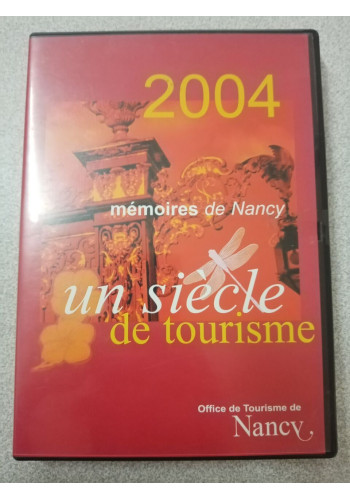 2004
mémoires de Nancy
un siècle
de tourisme
Office de Tourisme de
Nancy